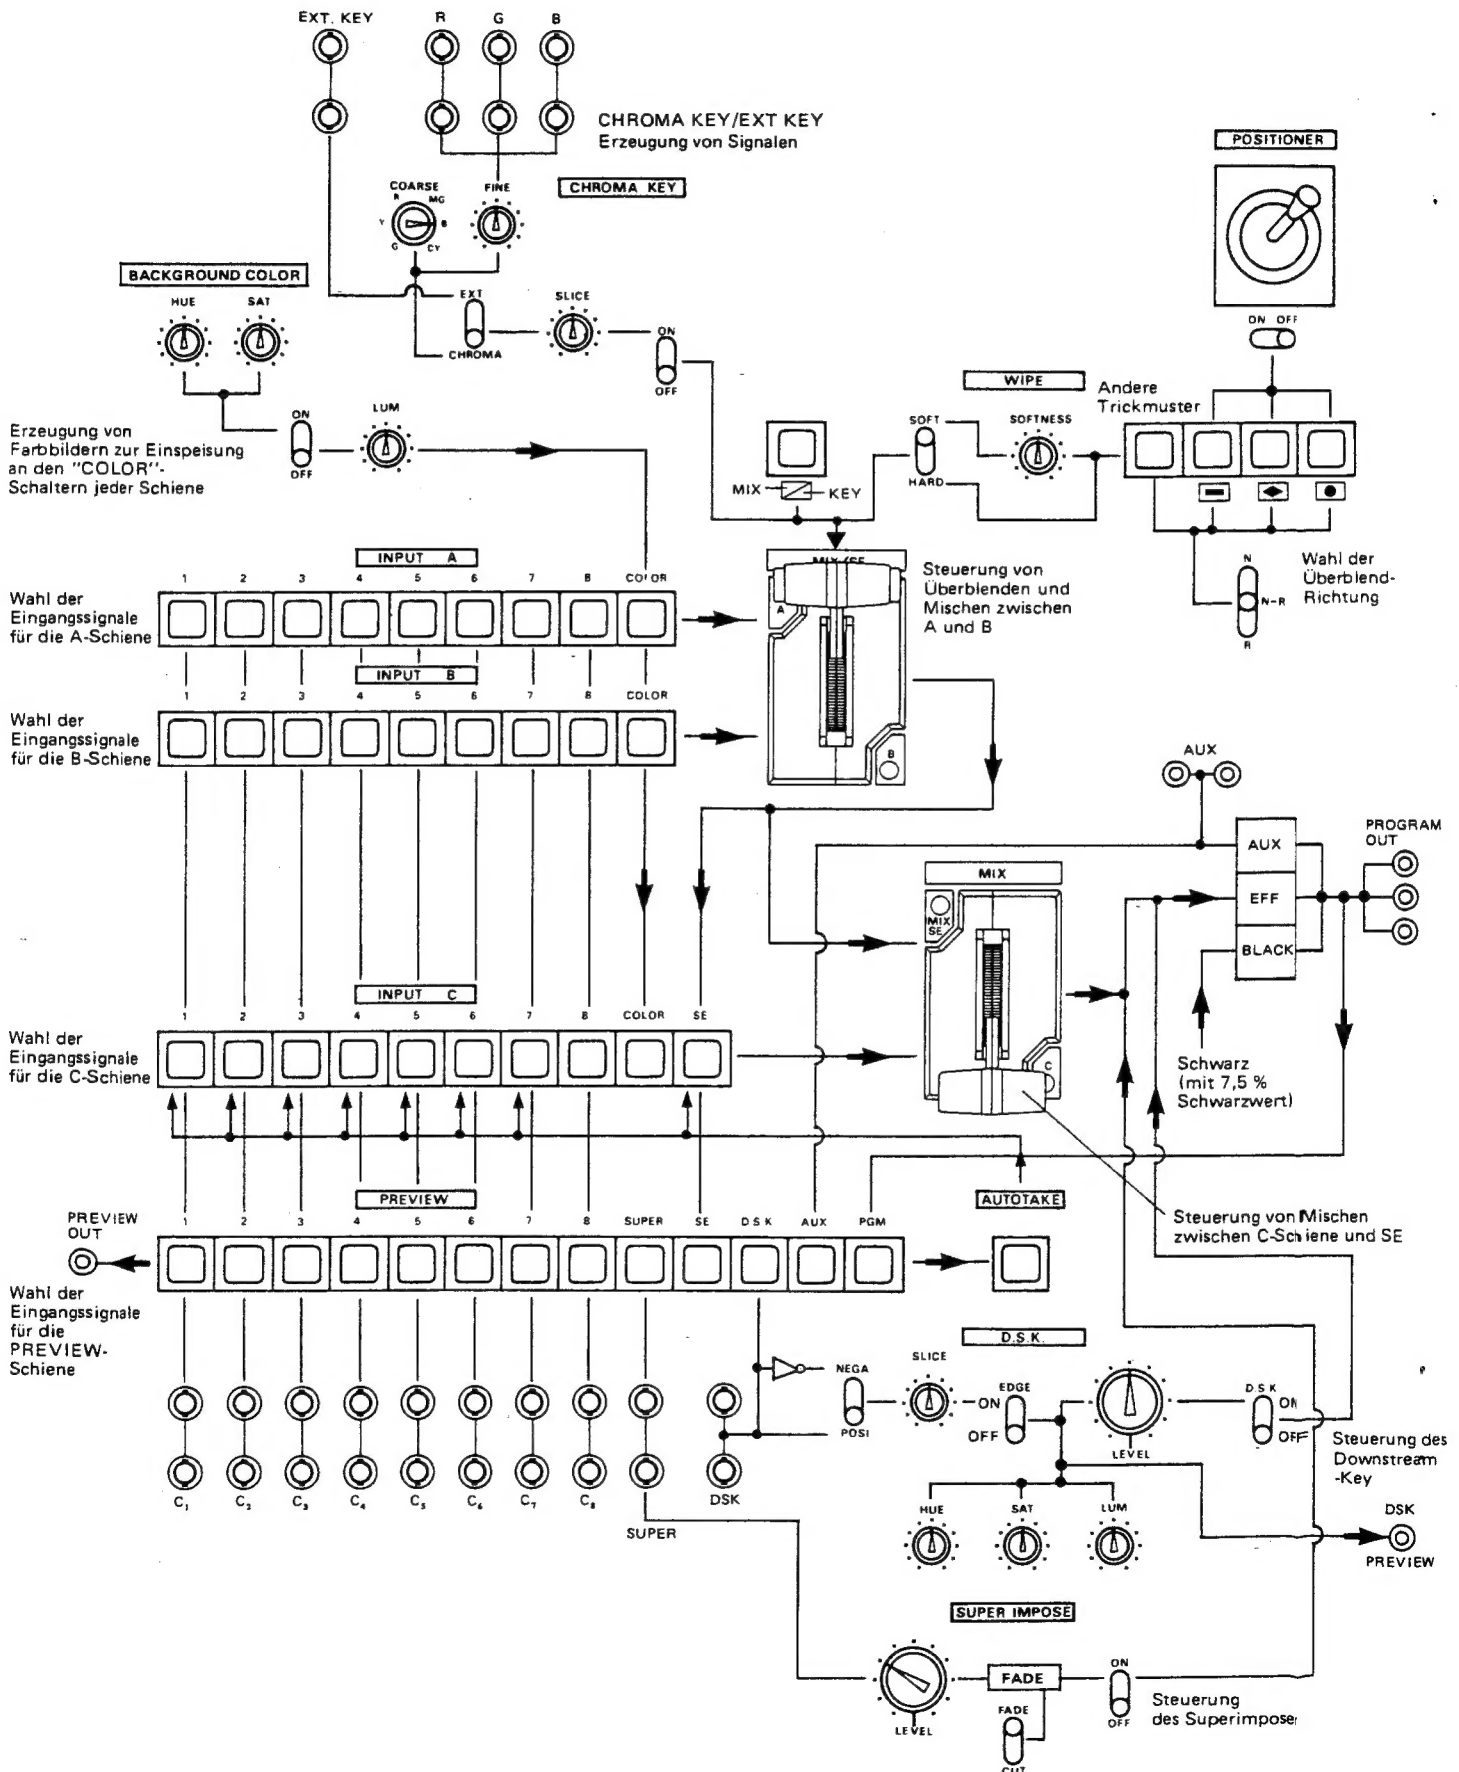 EXT. KEY R G B
CHROMA KEY/EXT KEY
Erzeugung von Signalen
POSITIONER
COARSE
R MG
Y B
G CY
FINE
CHROMA KEY
BACKGROUND COLOR
HUE SAT
EXT
CHROMA
SLICE
ON
OFF
ON OFF
WIPE
Andere
Trickmuster
Erzeugung von
Farbbildern zur Einspeisung
an den "COLOR"-
Schaltern jeder Schiene
ON
OFF
LUM
SOFT
HARD
SOFTNESS
MIX KEY
INPUT A
1 2 3 4 5 6 7 8 COLOR
Wahl der
Eingangssignale
für die A-Schiene
MIX/SE
A
B
Steuerung von
Überblenden und
Mischen zwischen
A und B
N
N-R
R
Wahl der
Überblend-
Richtung
INPUT B
1 2 3 4 5 6 7 8 COLOR
Wahl der
Eingangssignale
für die B-Schiene
AUX
AUX
EFF
BLACK
PROGRAM
OUT
MIX
MIX
SE
C
Schwarz
(mit 7,5 %
Schwarzwert)
INPUT C
1 2 3 4 5 6 7 8 COLOR SE
Wahl der
Eingangssignale
für die C-Schiene
PREVIEW
AUTOTAKE
Steuerung von Mischen
zwischen C-Schiene und SE
PREVIEW
OUT
1 2 3 4 5 6 7 8 SUPER SE D S K AUX PGM
Wahl der
Eingangssignale
für die
PREVIEW-
Schiene
D.S.K.
NEGA
POSI
SLICE
EDGE
ON
OFF
LEVEL
D.S.K
ON
OFF
Steuerung des
Downstream
-Key
C₁ C₂ C₃ C₄ C₅ C₆ C₇ C₈
SUPER
DSK
HUE SAT LUM
DSK
PREVIEW
SUPER IMPOSE
LEVEL
FADE
FADE
CUT
ON
OFF
Steuerung
des Superimpose